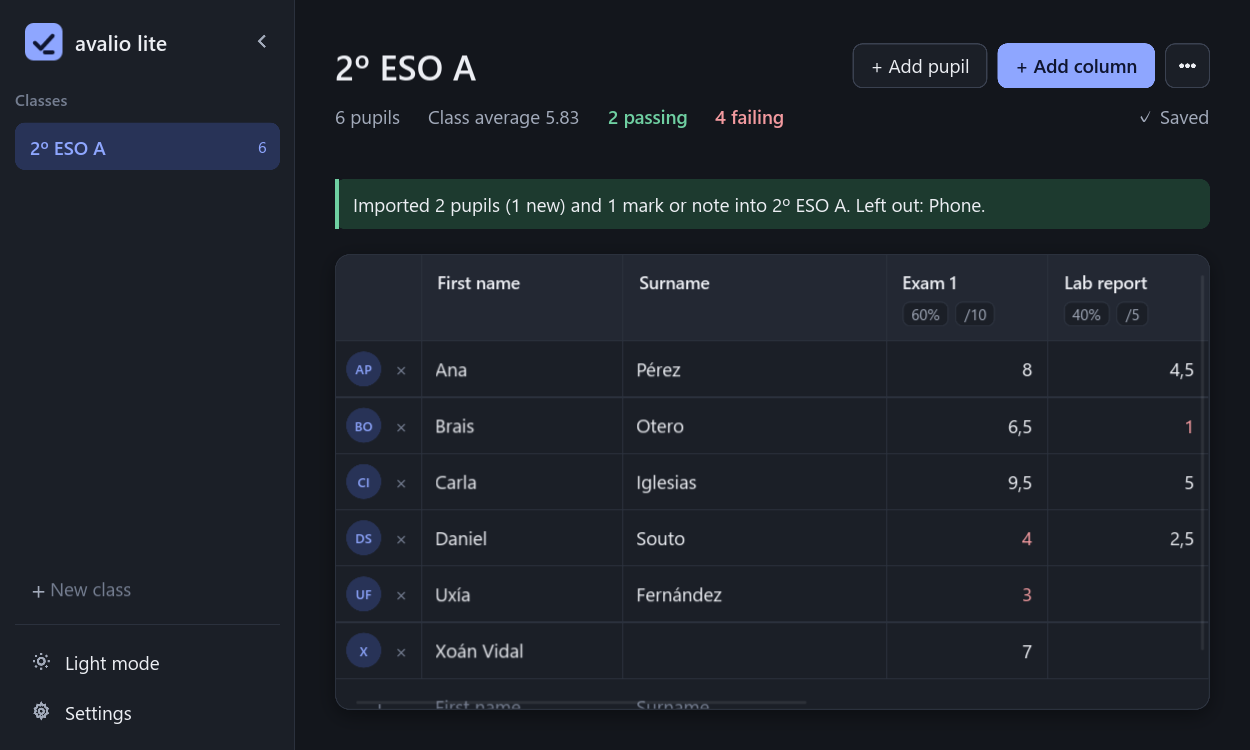 avalio lite
Classes
2º ESO A 6
+ New class
Light mode
Settings
2º ESO A
+ Add pupil
+ Add column
6 pupils Class average 5.83 2 passing 4 failing
✓ Saved
Imported 2 pupils (1 new) and 1 mark or note into 2º ESO A. Left out: Phone.
First name Surname Exam 1 Lab report
60% /10 40% /5
AP × Ana Pérez 8 4,5
BO × Brais Otero 6,5 1
CI × Carla Iglesias 9,5 5
DS × Daniel Souto 4 2,5
UF × Uxía Fernández 3
X × Xoán Vidal 7
First name Surname